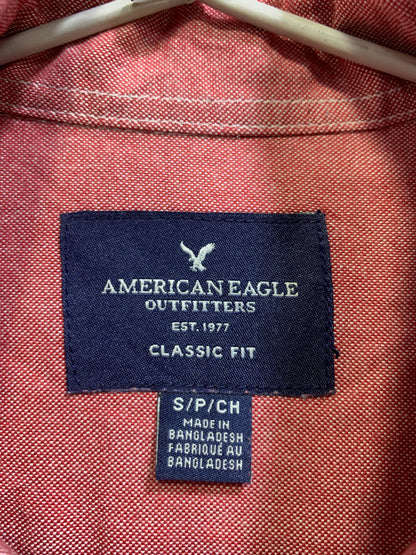 AMERICAN EAGLE
OUTFITTERS
EST. 1977
CLASSIC FIT
S/P/CH
MADE IN
BANGLADESH
FABRIQUÉ AU
BANGLADESH